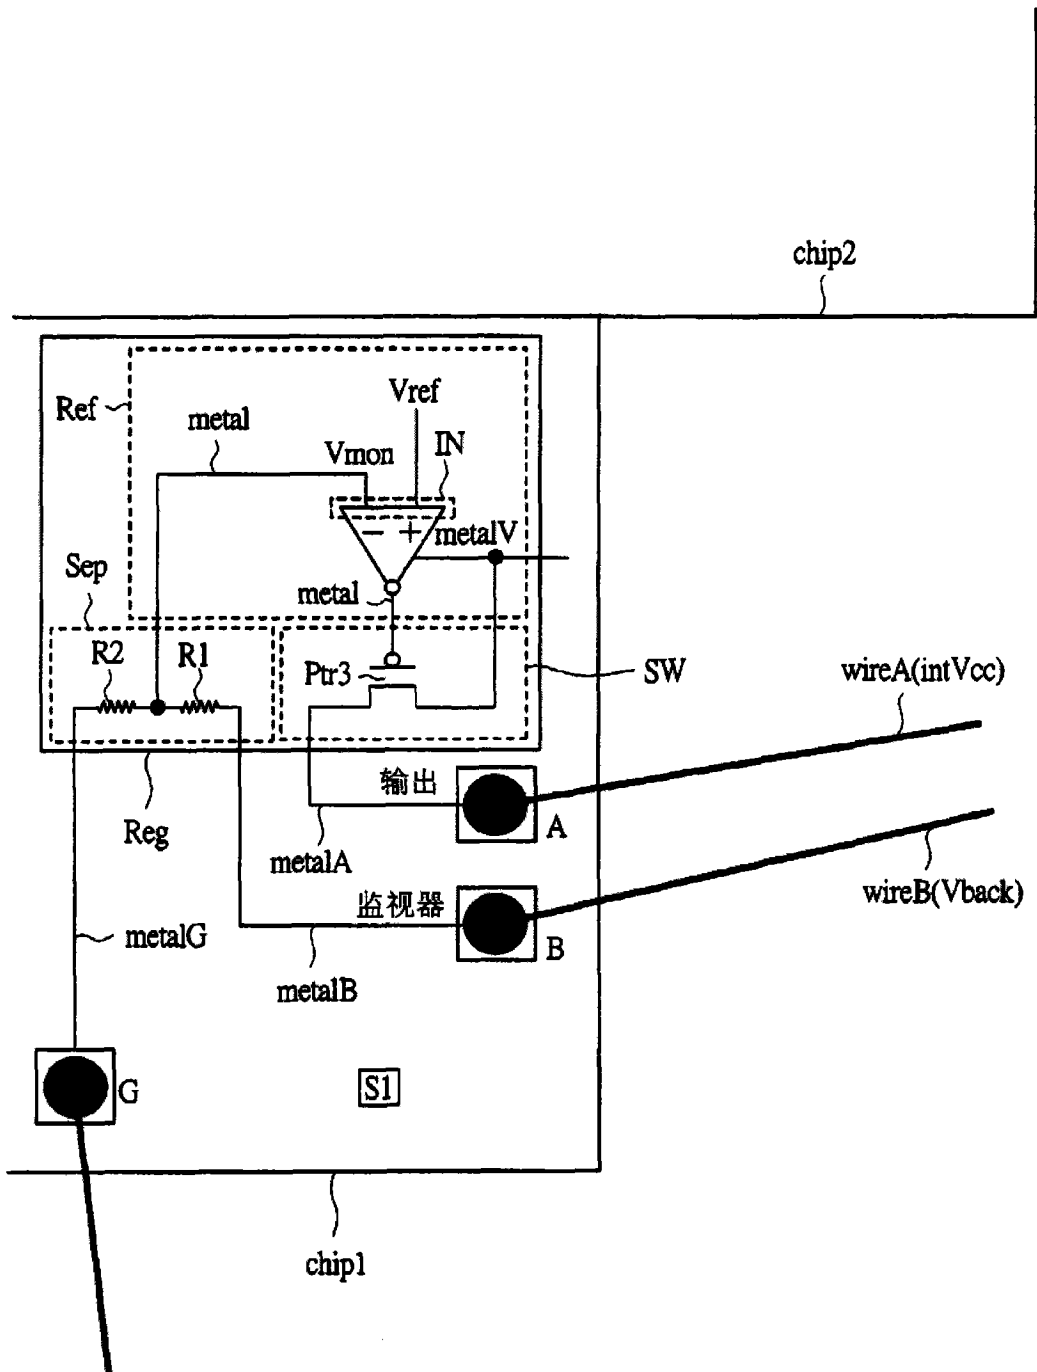 chip2
Ref
metal
Vref
Vmon
IN
−
+
metalV
Sep
metal
R2
R1
Ptr3
SW
wireA(intVcc)
输出
A
Reg
metalA
监视器
wireB(Vback)
metalG
B
metalB
G
S1
chip1